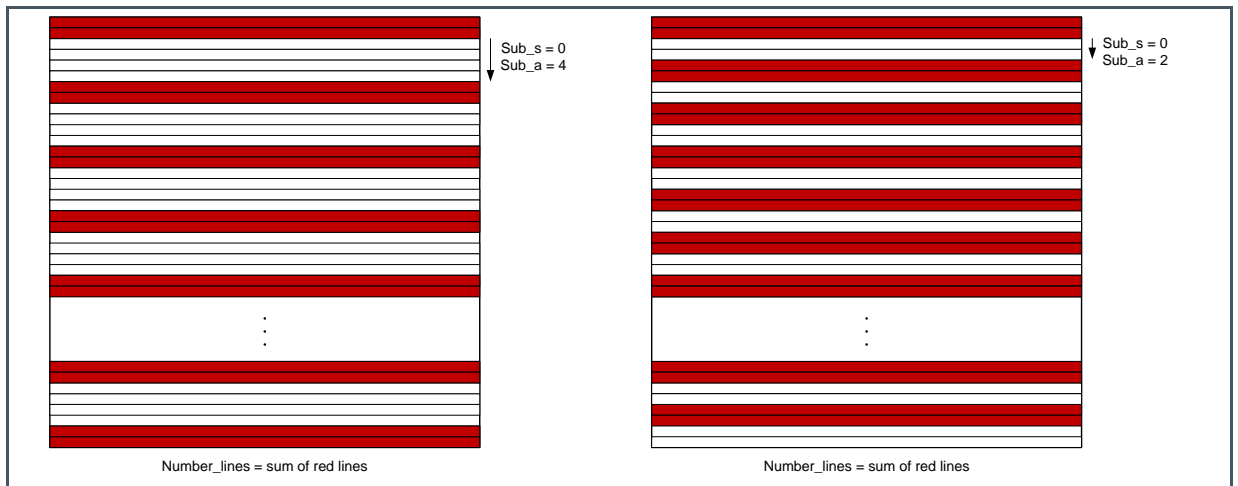 Sub_s = 0
Sub_a = 4
Sub_s = 0
Sub_a = 2
Number_lines = sum of red lines
Number_lines = sum of red lines